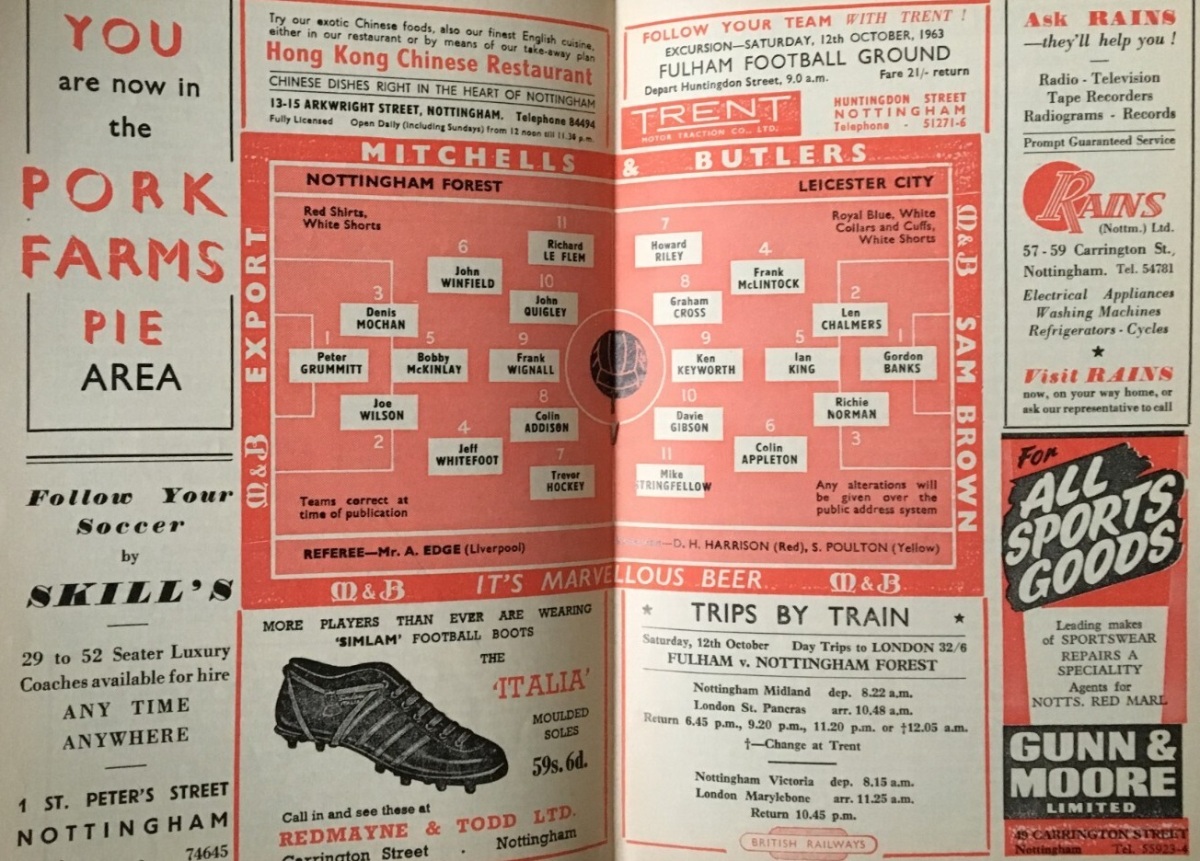 YOU
are now in
the
PORK
FARMS
PIE
AREA
Follow Your
Soccer
by
SKILL'S
29 to 52 Seater Luxury
Coaches available for hire
ANY TIME
ANYWHERE
1 ST. PETER'S STREET
NOTTINGHAM
74645
Try our exotic Chinese foods, also our finest English cuisine,
either in our restaurant or by means of our take-away plan
Hong Kong Chinese Restaurant
CHINESE DISHES RIGHT IN THE HEART OF NOTTINGHAM
13-15 ARKWRIGHT STREET, NOTTINGHAM. Telephone 84494
Fully Licensed Open Daily (including Sundays) from 12 noon till 11.30 p.m.
FOLLOW YOUR TEAM WITH TRENT !
EXCURSION—SATURDAY, 12th OCTOBER, 1963
FULHAM FOOTBALL GROUND
Depart Huntingdon Street, 9.0 a.m. Fare 21/- return
TRENT
MOTOR TRACTION CO., LTD.
HUNTINGDON STREET
NOTTINGHAM
Telephone - 51271-6
MITCHELLS & BUTLERS
M&B EXPORT
M&B SAM BROWN
NOTTINGHAM FOREST
Red Shirts,
White Shorts
1
Peter
GRUMMITT
3
Denis
MOCHAN
Joe
WILSON
2
6
John
WINFIELD
5
Bobby
McKINLAY
4
Jeff
WHITEFOOT
11
Richard
LE FLEM
10
John
QUIGLEY
9
Frank
WIGNALL
8
Colin
ADDISON
7
Trevor
HOCKEY
Teams correct at
time of publication
LEICESTER CITY
Royal Blue, White
Collars and Cuffs,
White Shorts
7
Howard
RILEY
8
Graham
CROSS
9
Ken
KEYWORTH
10
Davie
GIBSON
11
Mike
STRINGFELLOW
4
Frank
McLINTOCK
5
Ian
KING
6
Colin
APPLETON
2
Len
CHALMERS
Richie
NORMAN
3
1
Gordon
BANKS
Any alterations will
be given over the
public address system
REFEREE—Mr. A. EDGE (Liverpool)
—D. H. HARRISON (Red), S. POULTON (Yellow)
M&B IT'S MARVELLOUS BEER M&B
MORE PLAYERS THAN EVER ARE WEARING
'SIMLAM' FOOTBALL BOOTS
THE
'ITALIA'
MOULDED
SOLES
59s. 6d.
Call in and see these at
REDMAYNE & TODD LTD.
Carrington Street - Nottingham
TRIPS BY TRAIN
Saturday, 12th October Day Trips to LONDON 32/6
FULHAM v. NOTTINGHAM FOREST
Nottingham Midland dep. 8.22 a.m.
London St. Pancras arr. 10.48 a.m.
Return 6.45 p.m., 9.20 p.m., 11.20 p.m. or †12.05 a.m.
†—Change at Trent
Nottingham Victoria dep. 8.15 a.m.
London Marylebone arr. 11.25 a.m.
Return 10.45 p.m.
BRITISH RAILWAYS
Ask RAINS
—they'll help you !
Radio - Television
Tape Recorders
Radiograms - Records
Prompt Guaranteed Service
RAINS
(Nottm.) Ltd.
57-59 Carrington St.,
Nottingham. Tel. 54781
Electrical Appliances
Washing Machines
Refrigerators - Cycles
Visit RAINS
now, on your way home, or
ask our representative to call
For
ALL
SPORTS
GOODS
Leading makes
of SPORTSWEAR
REPAIRS A
SPECIALITY
Agents for
NOTTS. RED MARL
GUNN &
MOORE
LIMITED
49 CARRINGTON STREET
Nottingham Tel. 55923-4